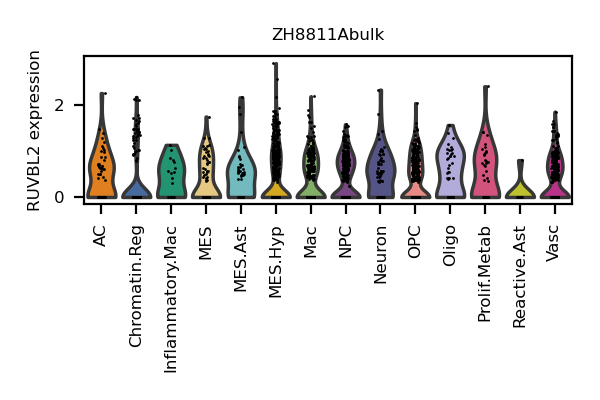 ZH8811Abulk
RUVBL2 expression
2
0
AC
Chromatin.Reg
Inflammatory.Mac
MES
MES.Ast
MES.Hyp
Mac
NPC
Neuron
OPC
Oligo
Prolif.Metab
Reactive.Ast
Vasc